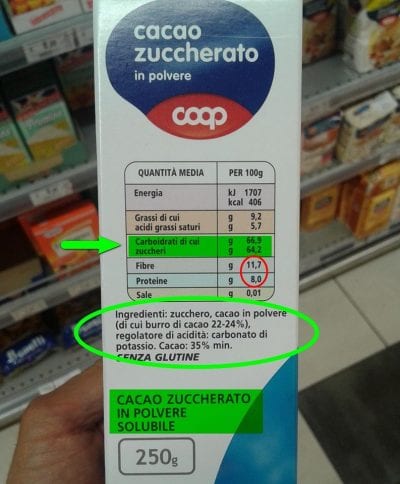 cacao
zuccherato
in polvere
coop
QUANTITÀ MEDIA PER 100g
Energia kJ 1707
kcal 406
Grassi di cui g 9,2
acidi grassi saturi g 5,7
Carboidrati di cui g 66,9
zuccheri g 64,2
Fibre g 11,7
Proteine g 8,0
Sale g 0,01
Ingredienti: zucchero, cacao in polvere
(di cui burro di cacao 22-24%),
regolatore di acidità: carbonato di
potassio. Cacao: 35% min.
SENZA GLUTINE
CACAO ZUCCHERATO
IN POLVERE
SOLUBILE
250g